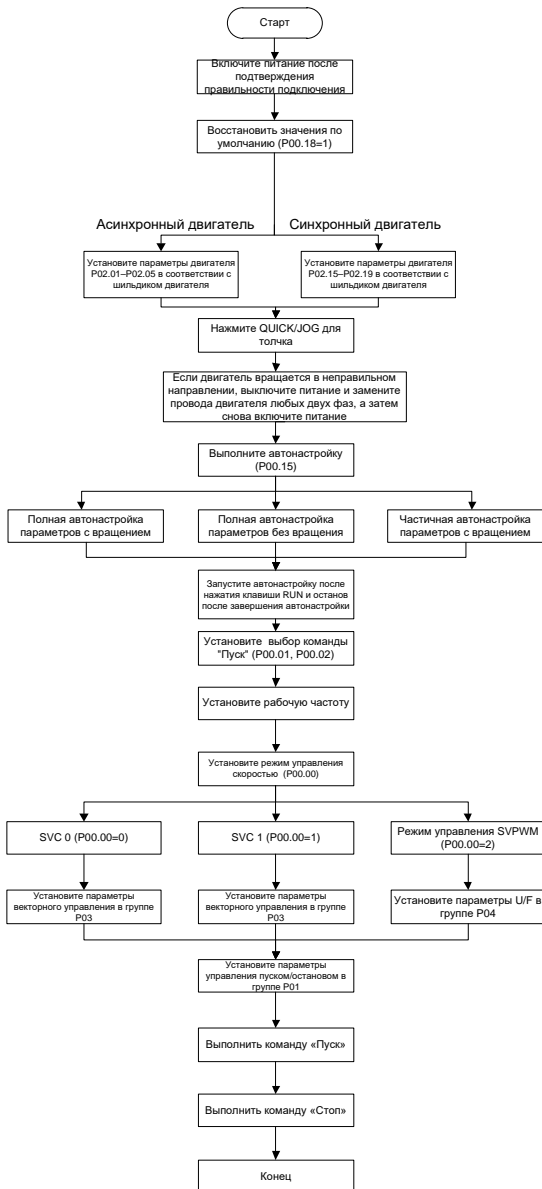 Старт
Включите питание после
подтверждения
правильности подключения
Восстановить значения по
умолчанию (P00.18=1)
Асинхронный двигатель
Синхронный двигатель
Установите параметры двигателя
P02.01–P02.05 в соответствии с
шильдиком двигателя
Установите параметры двигателя
P02.15–P02.19 в соответствии с
шильдиком двигателя
Нажмите QUICK/JOG для
толчка
Если двигатель вращается в неправильном
направлении, выключите питание и замените
провода двигателя любых двух фаз, а затем
снова включите питание
Выполните автонастройку
(P00.15)
Полная автонастройка
параметров с вращением
Полная автонастройка
параметров без вращения
Частичная автонастройка
параметров с вращением
Запустите автонастройку после
нажатия клавиши RUN и останов
после завершения автонастройки
Установите выбор команды
"Пуск" (P00.01, P00.02)
Установите рабочую частоту
Установите режим управления
скоростью (P00.00)
SVC 0 (P00.00=0)
SVC 1 (P00.00=1)
Режим управления SVPWM
(P00.00=2)
Установите параметры
векторного управления в группе
P03
Установите параметры
векторного управления в группе
P03
Установите параметры U/F в
группе P04
Установите параметры
управления пуском/остановом в
группе P01
Выполнить команду «Пуск»
Выполнить команду «Стоп»
Конец